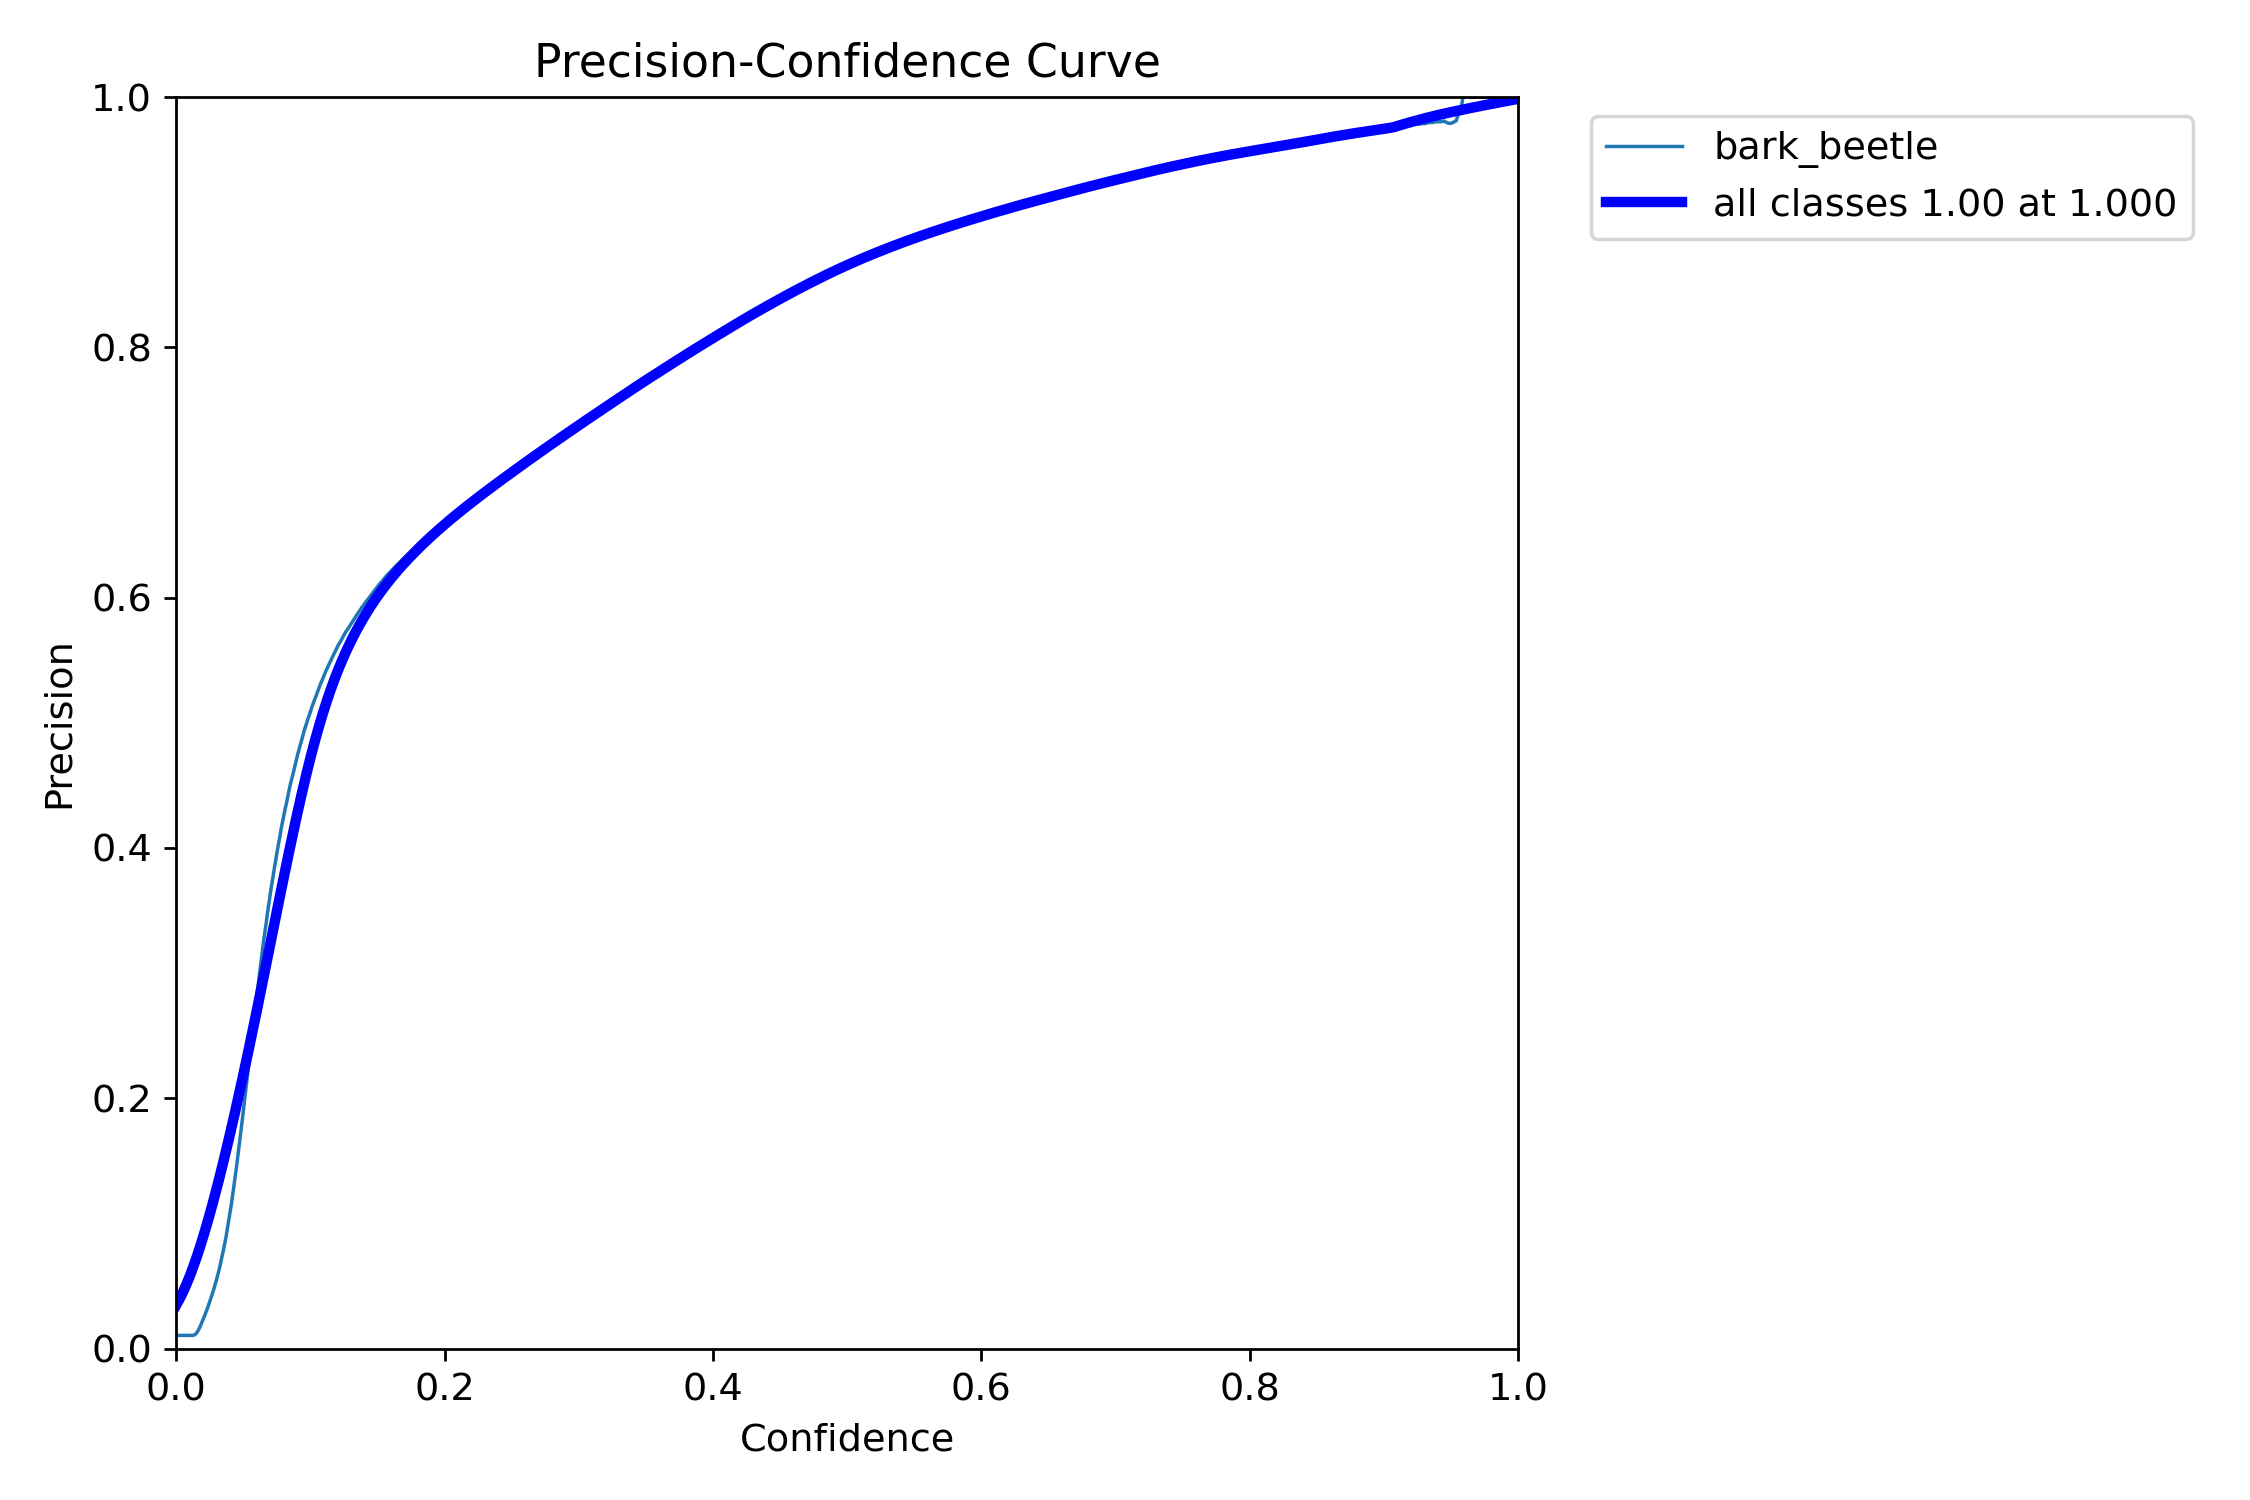 Precision-Confidence Curve
bark_beetle
all classes 1.00 at 1.000
1.0
0.8
0.6
0.4
0.2
0.0
Precision
0.0 0.2 0.4 0.6 0.8 1.0
Confidence